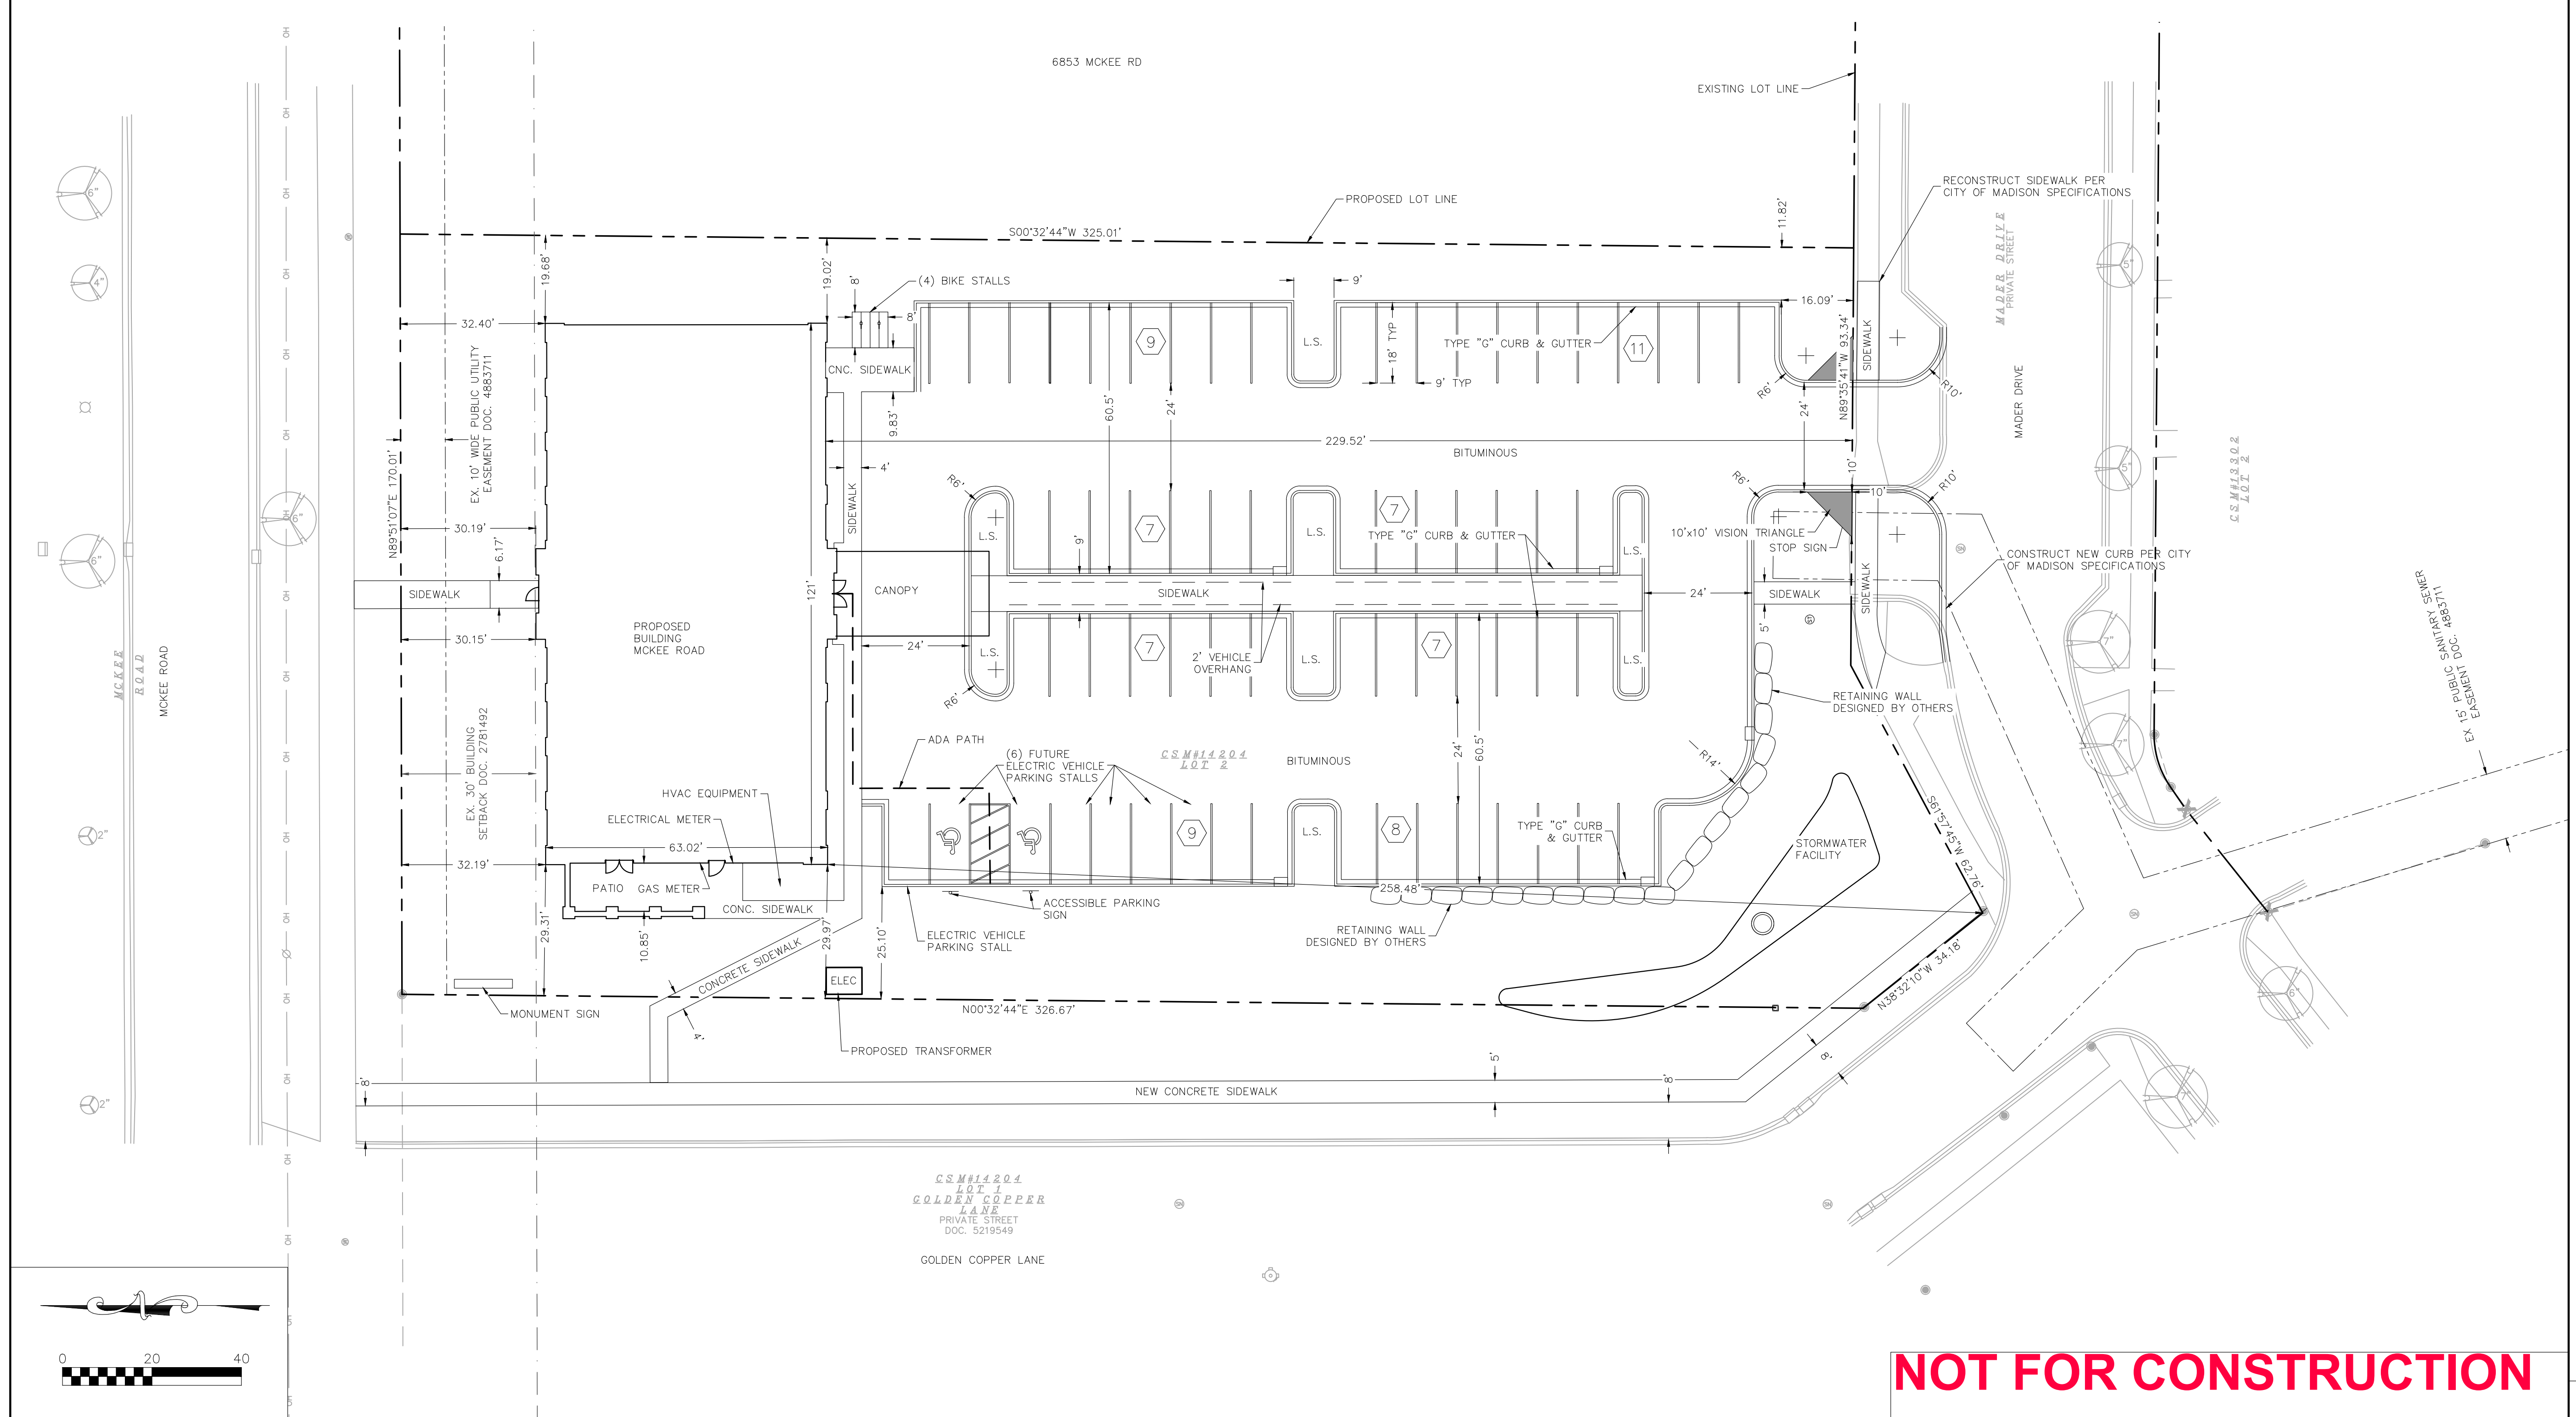 6853 MCKEE RD
EXISTING LOT LINE
RECONSTRUCT SIDEWALK PER
CITY OF MADISON SPECIFICATIONS
PROPOSED LOT LINE
S00°32'44"W 325.01'
11.82'
MADER DRIVE
PRIVATE STREET
6"
4"
5"
19.68'
19.02'
8'
(4) BIKE STALLS
8'
9'
16.09'
32.40'
EX. 10' WIDE PUBLIC UTILITY
EASEMENT DOC. 4883711
CNC. SIDEWALK
9
L.S.
18' TYP
TYPE "G" CURB & GUTTER
11
9' TYP
SIDEWALK
N89°35'41"W 93.34'
R6'
R10'
MADER DRIVE
60.5'
24'
24'
9.83'
229.52'
BITUMINOUS
N89°51'07"E 170.01'
4'
SIDEWALK
CSM#13302
LOT 2
5"
10'
10'
R6'
R6'
R10'
6"
6"
30.19'
6.17'
L.S.
7
L.S.
7
TYPE "G" CURB & GUTTER
L.S.
10'x10' VISION TRIANGLE
STOP SIGN
CONSTRUCT NEW CURB PER CITY
OF MADISON SPECIFICATIONS
9'
SIDEWALK
121'
CANOPY
SIDEWALK
24'
SIDEWALK
SIDEWALK
5'
EX 15' PUBLIC SANITARY SEWER
EASEMENT DOC. 4883711
PROPOSED
BUILDING
MCKEE ROAD
30.15'
24'
L.S.
7
2' VEHICLE
OVERHANG
L.S.
7
L.S.
7"
MCKEE
ROAD
MCKEE ROAD
R6'
RETAINING WALL
DESIGNED BY OTHERS
EX. 30' BUILDING
SETBACK DOC. 2781492
ADA PATH
(6) FUTURE
ELECTRIC VEHICLE
PARKING STALLS
CSM#14204
LOT 2
BITUMINOUS
24'
60.5'
R14'
7"
HVAC EQUIPMENT
ELECTRICAL METER
S61°57'45"W 62.76'
2"
9
L.S.
8
TYPE "G" CURB
& GUTTER
STORMWATER
FACILITY
63.02'
32.19'
PATIO
GAS METER
258.48'
CONC. SIDEWALK
ACCESSIBLE PARKING
SIGN
29.31'
10.85'
29.97'
25.10'
ELECTRIC VEHICLE
PARKING STALL
RETAINING WALL
DESIGNED BY OTHERS
CONCRETE SIDEWALK
N38°32'10"W 34.18'
ELEC
6"
MONUMENT SIGN
N00°32'44"E 326.67'
4'
PROPOSED TRANSFORMER
8'
5'
8'
8'
NEW CONCRETE SIDEWALK
2"
7"
CSM#14204
LOT 1
GOLDEN COPPER
LANE
PRIVATE STREET
DOC. 5219549
GOLDEN COPPER LANE
N
0 20 40
NOT FOR CONSTRUCTION